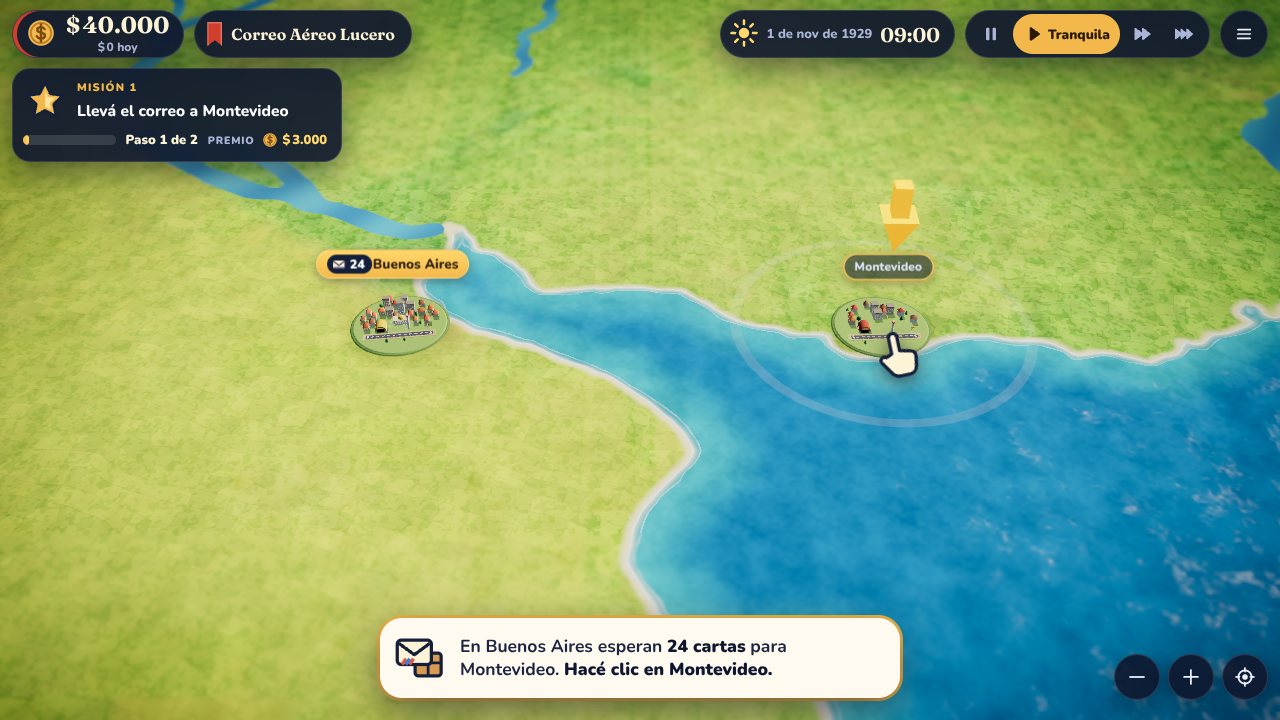 $40.000
$0 hoy
Correo Aéreo Lucero
1 de nov de 1929 09:00
Tranquila
MISIÓN 1
Llevá el correo a Montevideo
Paso 1 de 2 PREMIO $3.000
24 Buenos Aires
Montevideo
En Buenos Aires esperan 24 cartas para
Montevideo. Hacé clic en Montevideo.